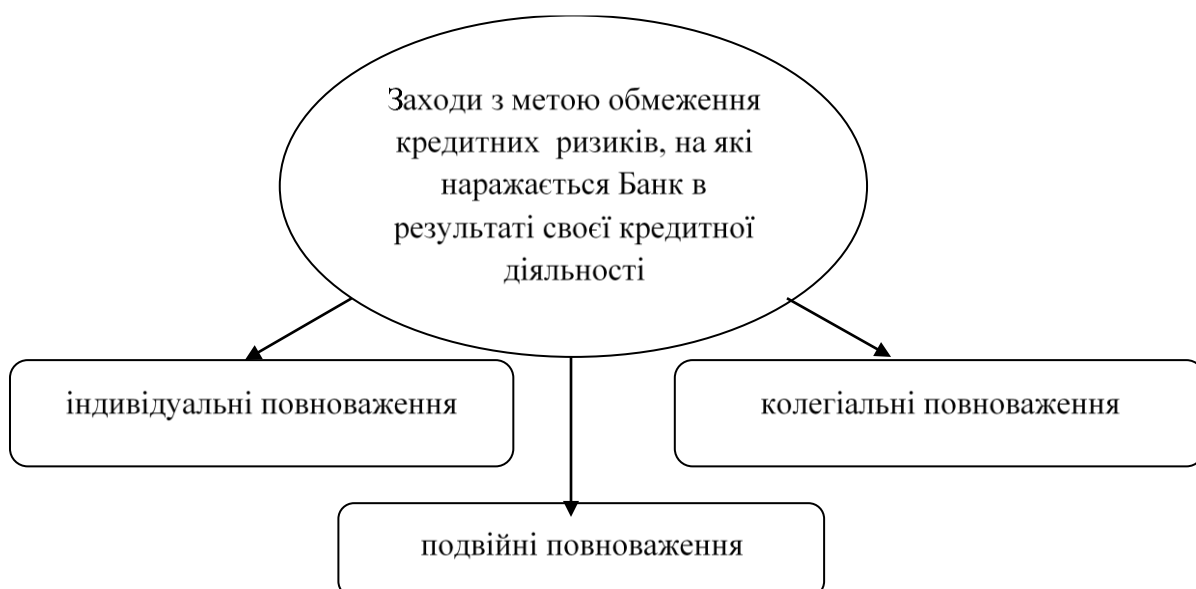 Заходи з метою обмеження
кредитних ризиків, на які
наражається Банк в
результаті своєї кредитної
діяльності
індивідуальні повноваження
колегіальні повноваження
подвійні повноваження